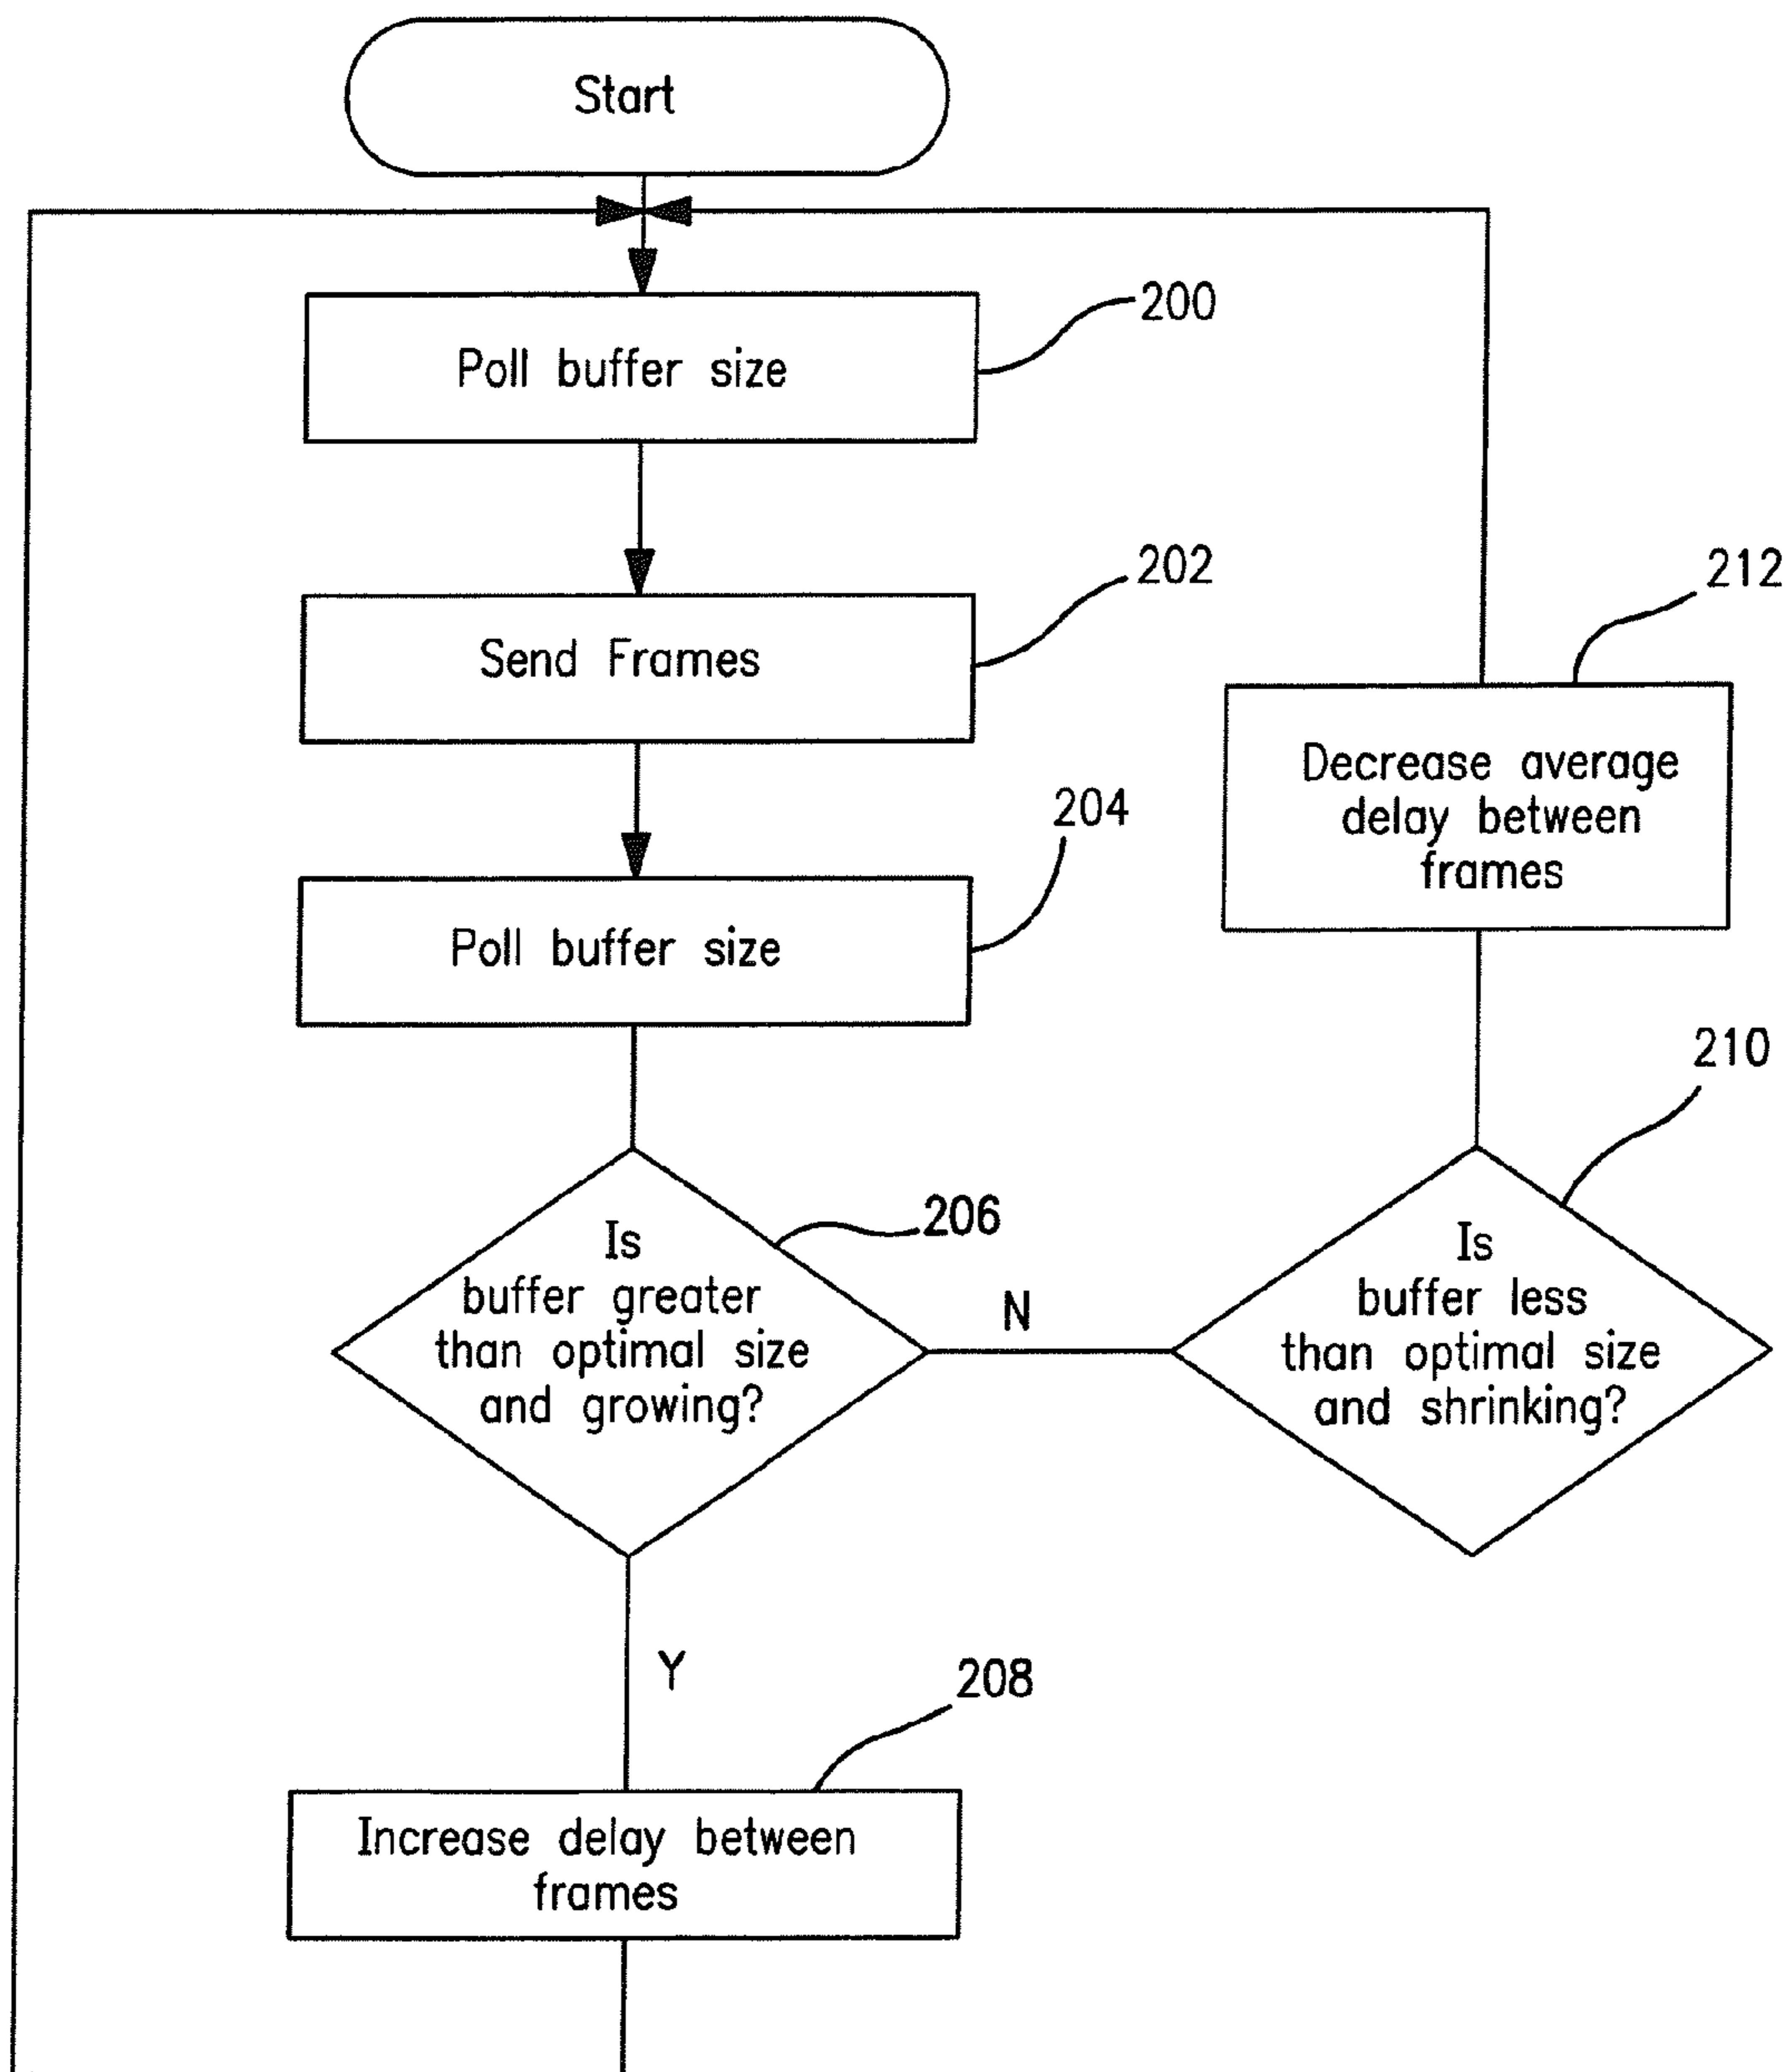 Start
200
Poll buffer size
202
Send Frames
212
Decrease average
delay between
frames
204
Poll buffer size
210
206
Is
buffer greater
than optimal size
and growing?
N
Is
buffer less
than optimal size
and shrinking?
Y
208
Increase delay between
frames